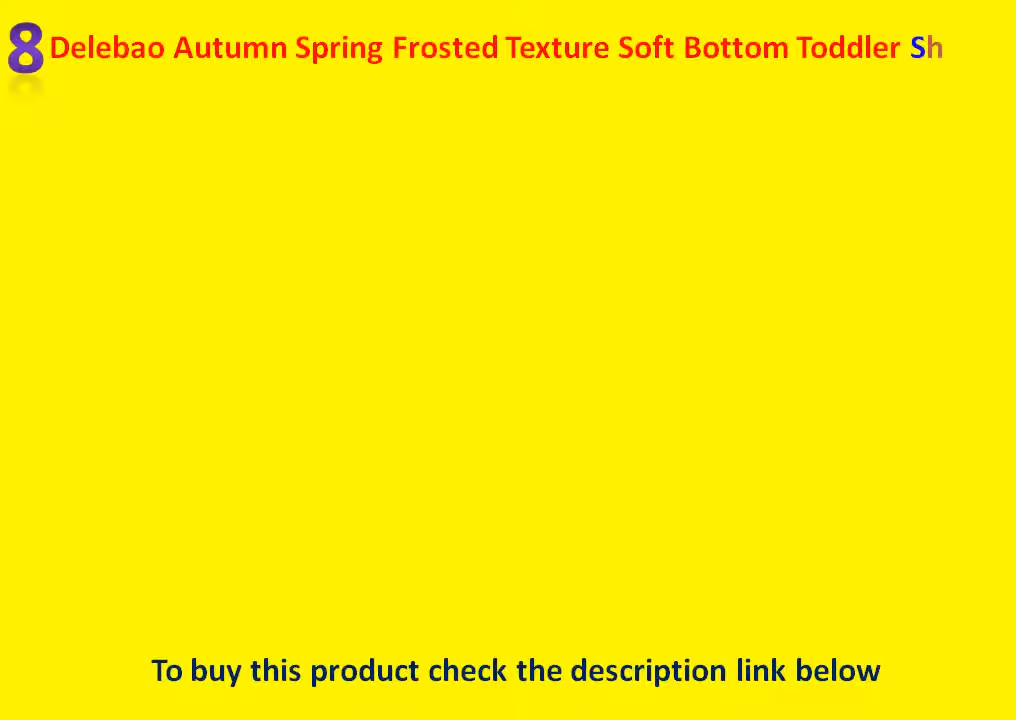 8 Delebao Autumn Spring Frosted Texture Soft Bottom Toddler Sh
To buy this product check the description link below